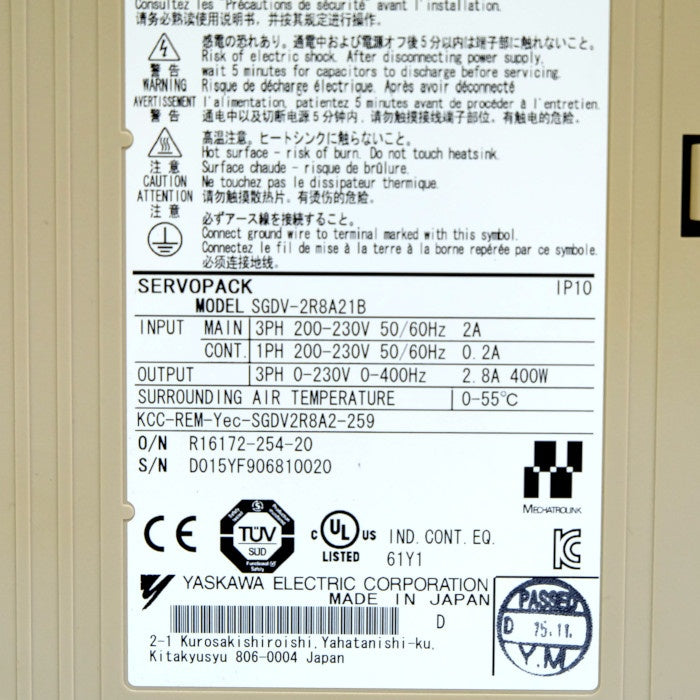 Consultez les "Précautions de sécurité" avant l'installation.
请务必熟读使用说明书，并按其规定操作。
感電の恐れあり。通電中および電源オフ後5分以内は端子部に触れないこと。
Risk of electric shock. After disconnecting power supply,
警告 wait 5 minutes for capacitors to discharge before servicing.
WARNING Risque de décharge électrique. Après avoir déconnecté
AVERTISSEMENT l'alimentation, patientez 5 minutes avant de procéder à l'entretien.
警告 通电中以及切断电源5分钟内，勿触摸接线端子部位。有触电的危险。
高温注意。ヒートシンクに触らないこと。
Hot surface - risk of burn. Do not touch heatsink.
注意 Surface chaude - risque de brûlure.
CAUTION Ne touchez pas le dissipateur thermique.
ATTENTION 请勿触摸散热片。有烫伤的危险。
注意 必ずアース線を接続すること。
Connect ground wire to terminal marked with this symbol.
Connectez le fil de mise à la terre à la borne repérée par ce symbole.
必须连接地线。
SERVOPACK IP10
MODEL SGDV-2R8A21B
INPUT MAIN 3PH 200-230V 50/60Hz 2A
CONT. 1PH 200-230V 50/60Hz 0.2A
OUTPUT 3PH 0-230V 0-400Hz 2.8A 400W
SURROUNDING AIR TEMPERATURE 0-55℃
KCC-REM-Yec-SGDV2R8A2-259
O/N R16172-254-20
S/N D015YF906810020
MECHATROLINK
CE TÜV SÜD Functional Safety C UL US LISTED IND. CONT. EQ. 61Y1 KC
YASKAWA ELECTRIC CORPORATION
MADE IN JAPAN
D
2-1 Kurosakishiroishi, Yahatanishi-ku,
Kitakyusyu 806-0004 Japan
PASSED
D 15.11.
Y.M